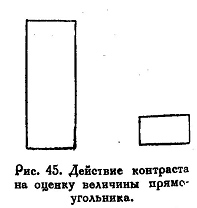 Рис. 45. Действие контраста
на оценку величины прямо-
угольника.